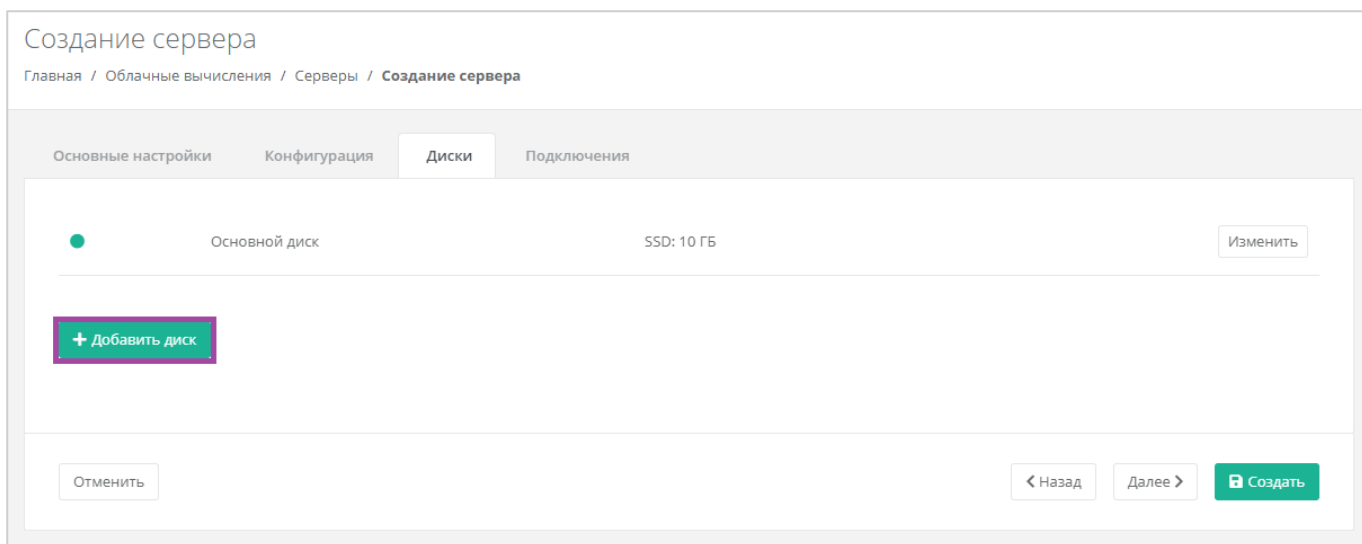 Создание сервера
Главная / Облачные вычисления / Серверы / Создание сервера
Основные настройки Конфигурация Диски Подключения
Основной диск SSD: 10 ГБ Изменить
Добавить диск
Отменить Назад Далее Создать